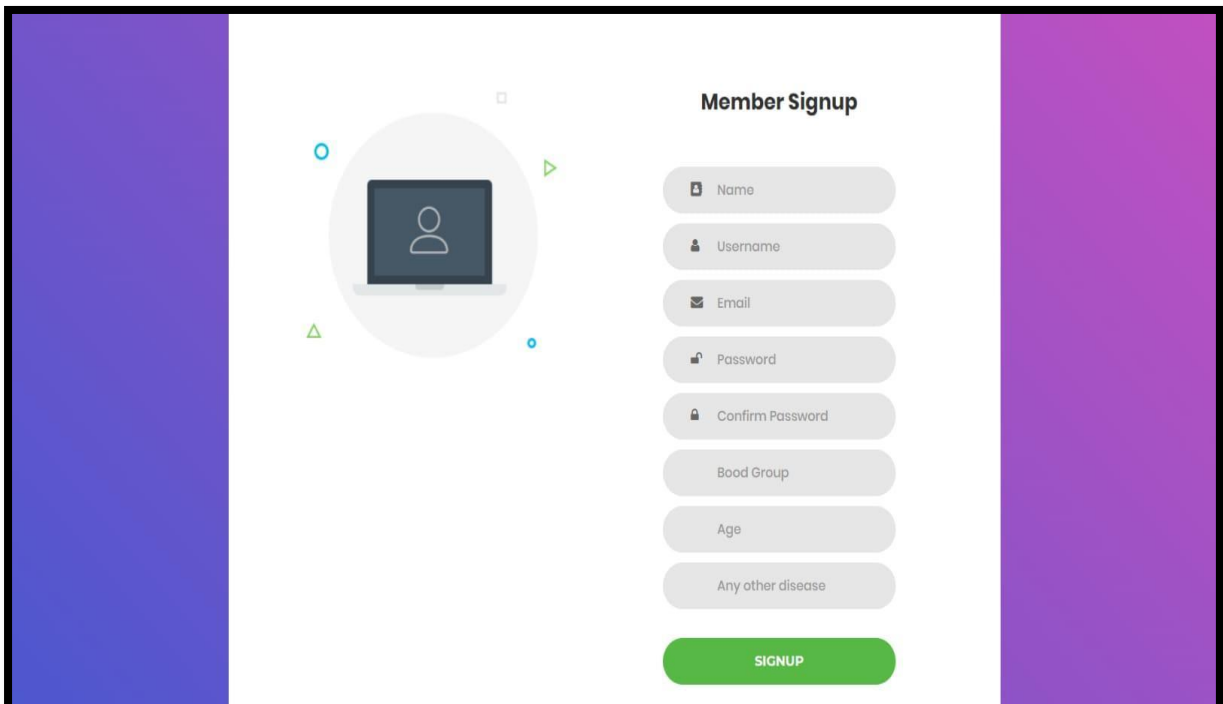 Member Signup
Name
Username
Email
Password
Confirm Password
Bood Group
Age
Any other disease
SIGNUP